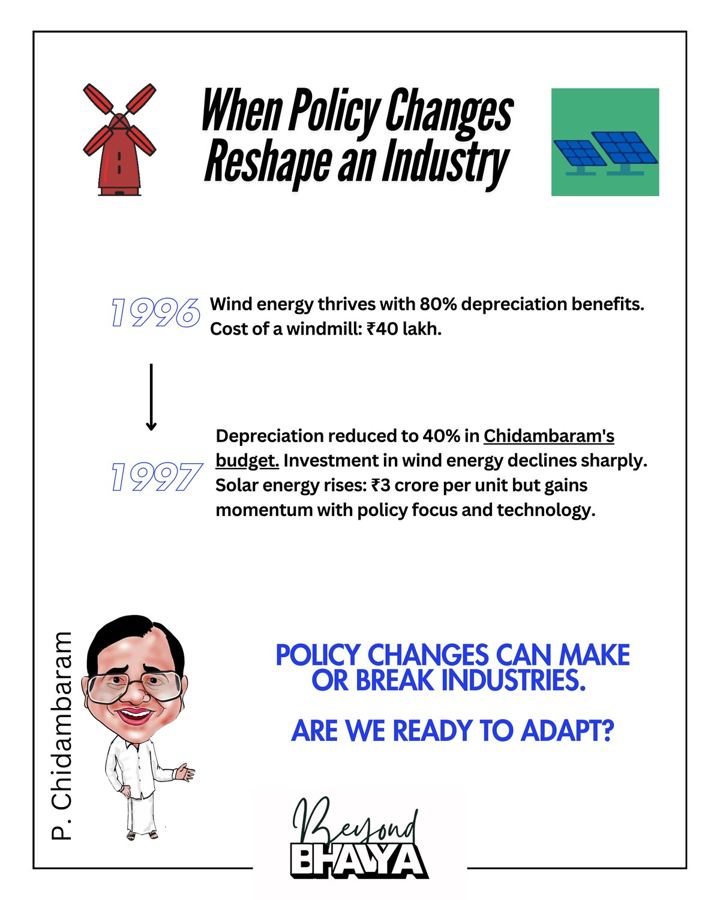 When Policy Changes
Reshape an Industry
1996
Wind energy thrives with 80% depreciation benefits.
Cost of a windmill: ₹40 lakh.
1997
Depreciation reduced to 40% in Chidambaram's
budget. Investment in wind energy declines sharply.
Solar energy rises: ₹3 crore per unit but gains
momentum with policy focus and technology.
P. Chidambaram
POLICY CHANGES CAN MAKE
OR BREAK INDUSTRIES.
ARE WE READY TO ADAPT?
Beyond
BHAVYA